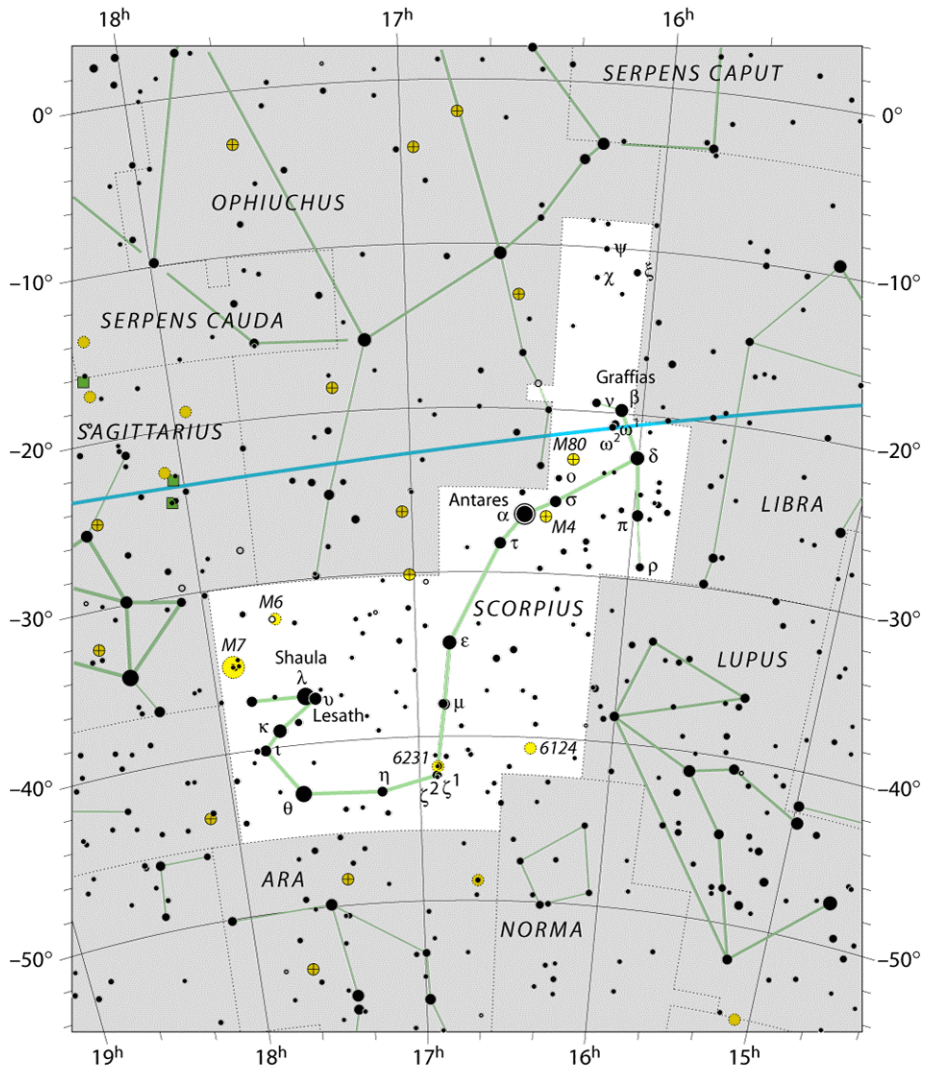 18h 17h 16h
SERPENS CAPUT
0° 0°
OPHIUCHUS
ψ
χ ξ
−10° −10°
SERPENS CAUDA
Graffias
ν β
SAGITTARIUS
ω2 ω1
M80
−20° −20°
ο δ
Antares σ
α M4 π
LIBRA
τ
ρ
M6
SCORPIUS
−30° −30°
M7 ε
Shaula LUPUS
λ υ
Lesath μ
κ
ι 6231 6124
−40° η −40°
θ ζ2 ζ1
ARA
NORMA
−50° −50°
19h 18h 17h 16h 15h